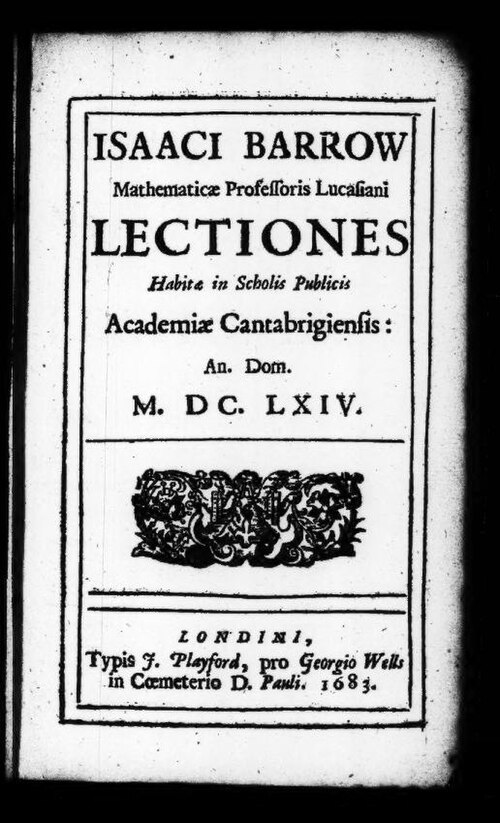 ISAACI BARROW
Mathematicæ Profeſſoris Lucaſiani
LECTIONES
Habitæ in Scholis Publicis
Academiæ Cantabrigienſis:
An. Dom.
M. DC. LXIV.
LONDINI,
Typis J. Playford, pro Georgio Wells
in Cœmeterio D. Pauli. 1683.